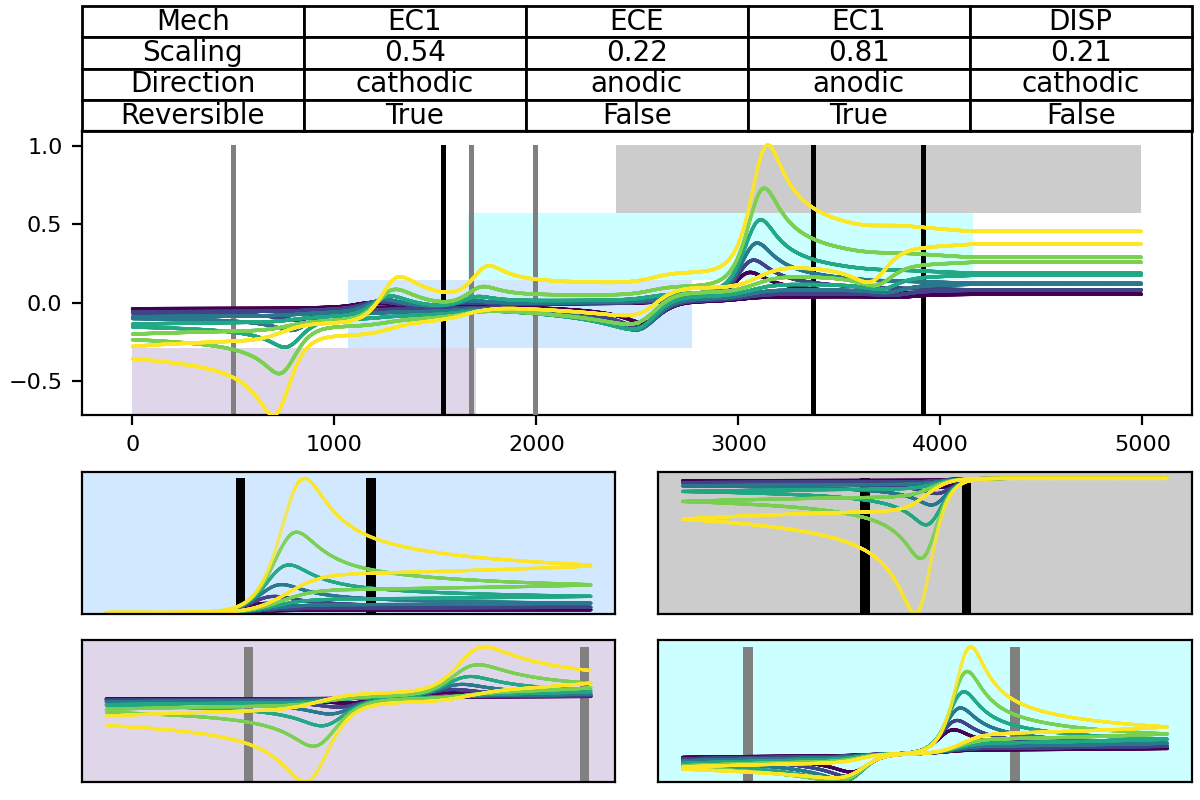 Mech EC1 ECE EC1 DISP
Scaling 0.54 0.22 0.81 0.21
Direction cathodic anodic anodic cathodic
Reversible True False True False
1.0
0.5
0.0
−0.5
0 1000 2000 3000 4000 5000